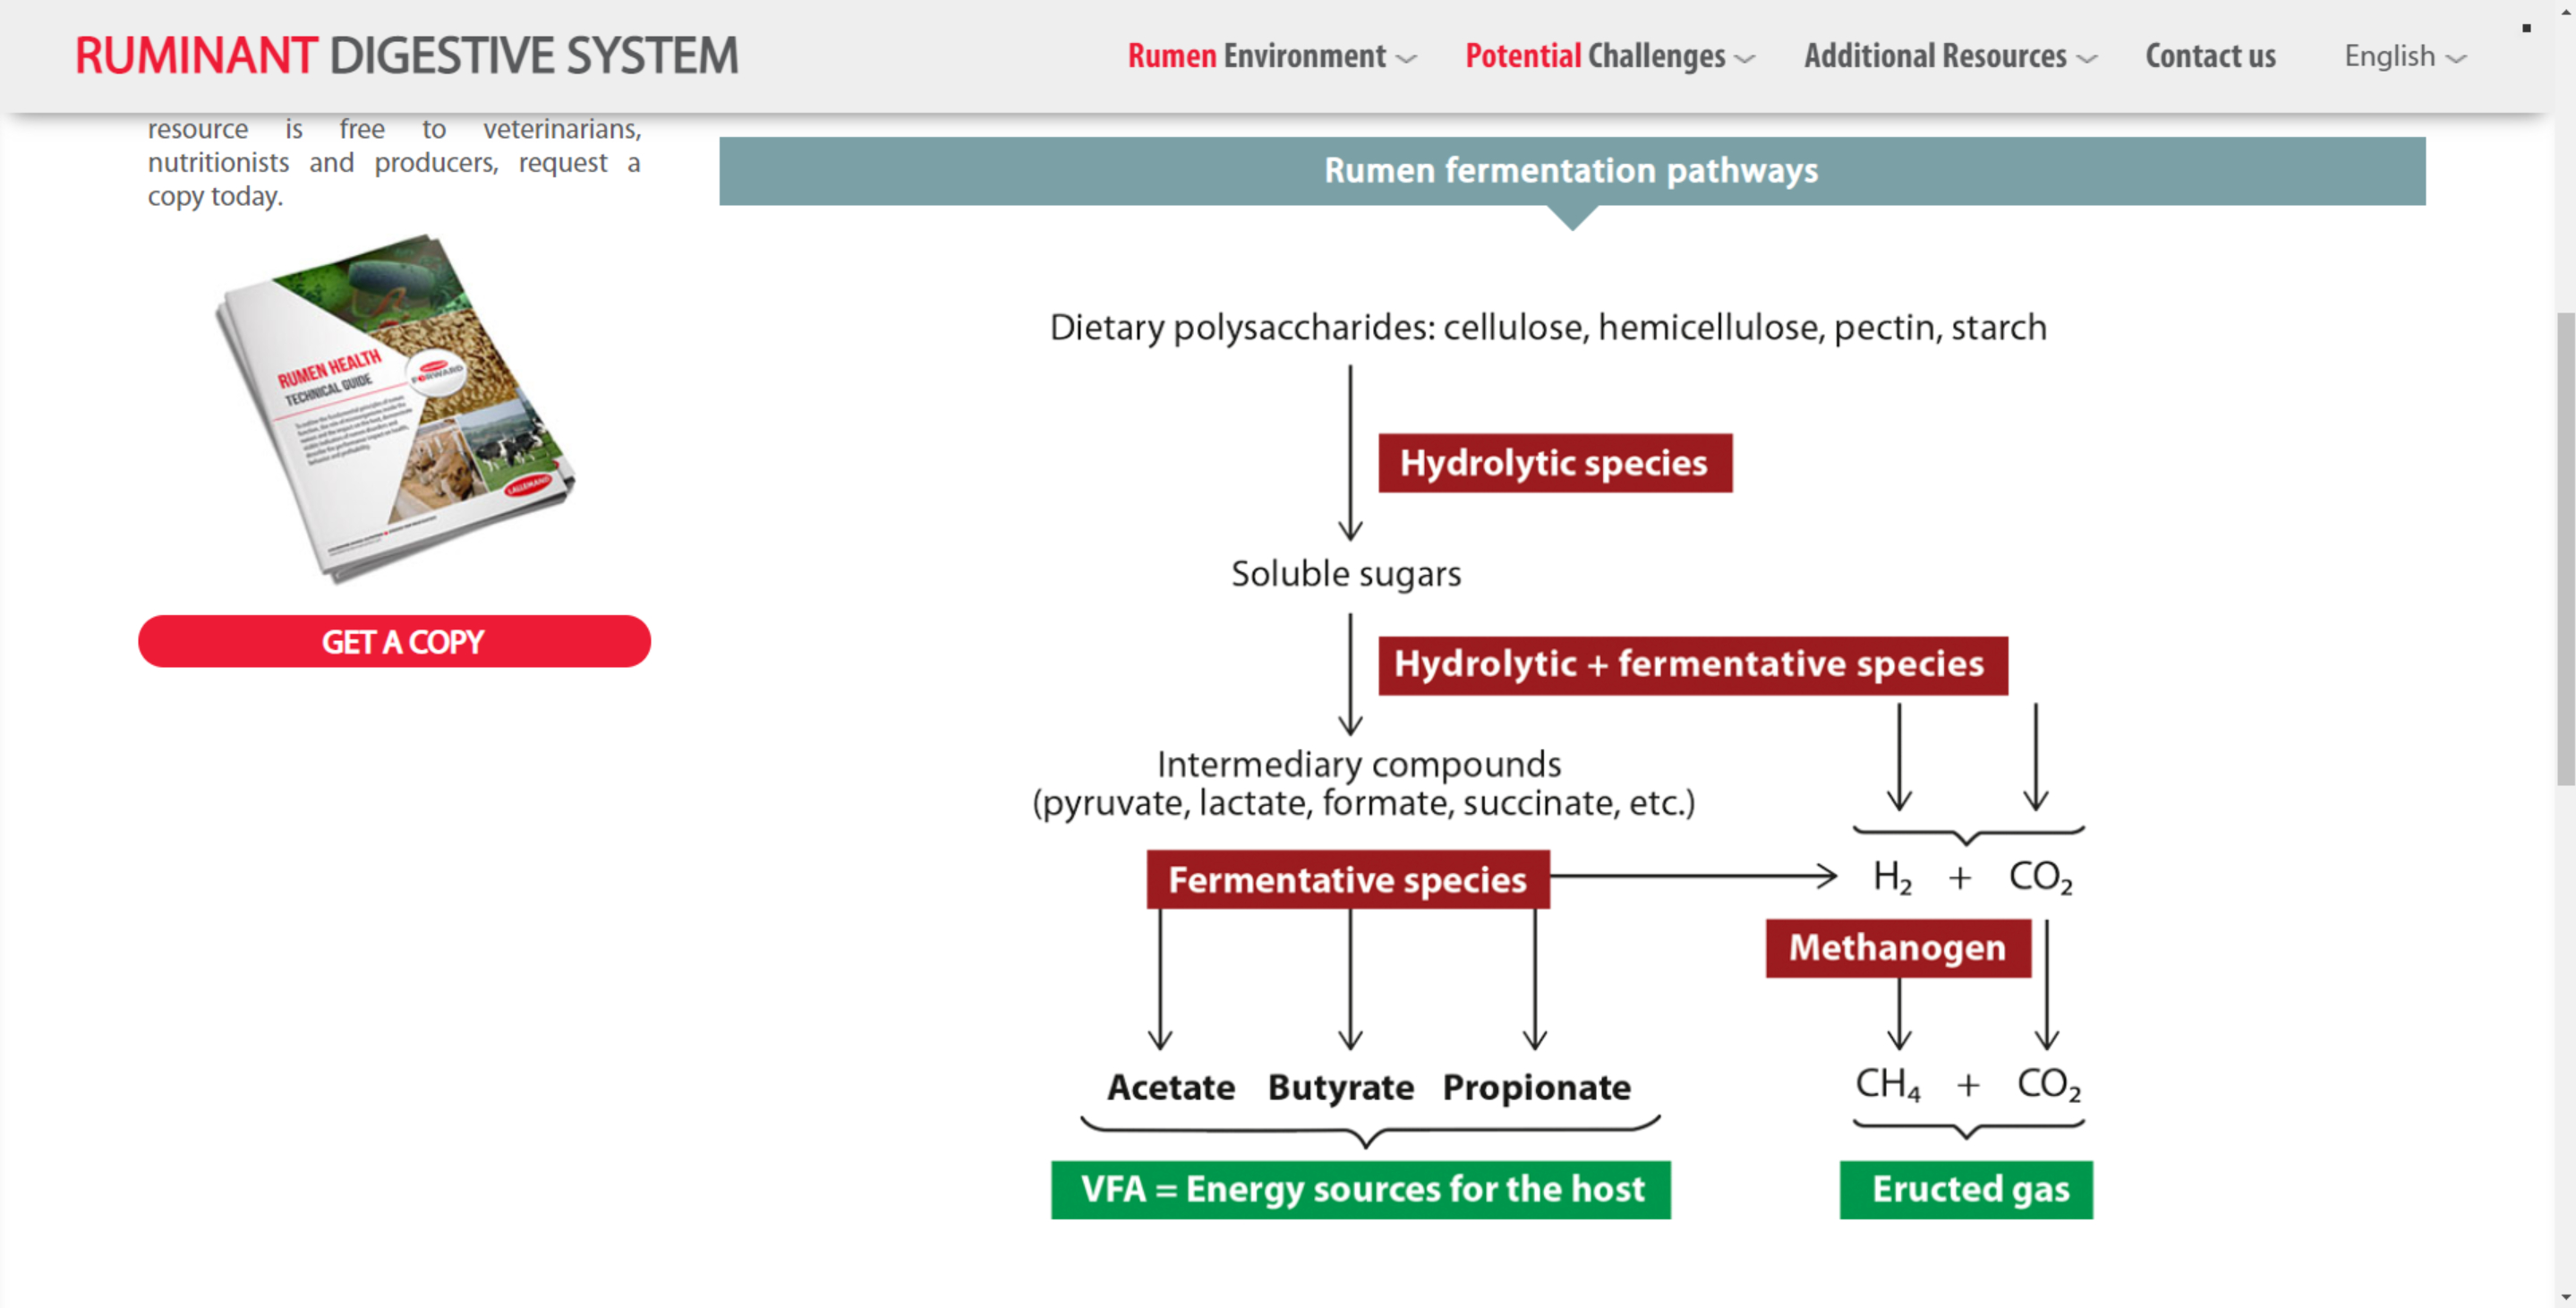 RUMINANT DIGESTIVE SYSTEM
Rumen Environment
Potential Challenges
Additional Resources
Contact us
English
resource is free to veterinarians,
nutritionists and producers, request a
copy today.
RUMEN HEALTH
TECHNICAL GUIDE
FORWARD
LALLEMAND
GET A COPY
Rumen fermentation pathways
Dietary polysaccharides: cellulose, hemicellulose, pectin, starch
Hydrolytic species
Soluble sugars
Hydrolytic + fermentative species
Intermediary compounds
(pyruvate, lactate, formate, succinate, etc.)
Fermentative species
H₂ + CO₂
Methanogen
Acetate Butyrate Propionate
CH₄ + CO₂
VFA = Energy sources for the host
Eructed gas